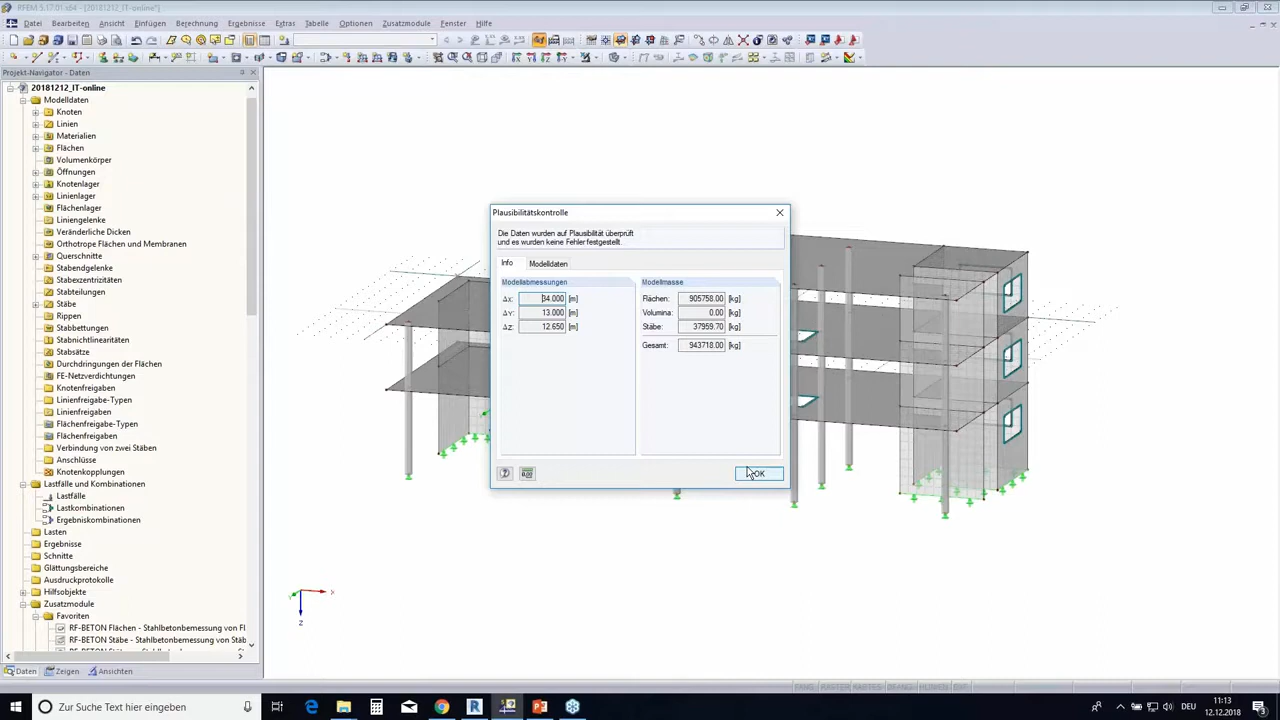 RFEM 5.17.01 x64 - [20181212_IT-online*]
Datei Bearbeiten Ansicht Einfügen Berechnung Ergebnisse Extras Tabelle Optionen Zusatzmodule Fenster Hilfe
Projekt-Navigator - Daten
20181212_IT-online
Modelldaten
Knoten
Linien
Materialien
Flächen
Volumenkörper
Öffnungen
Knotenlager
Linienlager
Flächenlager
Liniengelenke
Veränderliche Dicken
Orthotrope Flächen und Membranen
Querschnitte
Stabendgelenke
Stabexzentrizitäten
Stabteilungen
Stäbe
Rippen
Stabbettungen
Stabnichtlinearitäten
Stabsätze
Durchdringungen der Flächen
FE-Netzverdichtungen
Knotenfreigaben
Linienfreigabe-Typen
Linienfreigaben
Flächenfreigabe-Typen
Flächenfreigaben
Verbindung von zwei Stäben
Anschlüsse
Knotenkopplungen
Lastfälle und Kombinationen
Lastfälle
Lastkombinationen
Ergebniskombinationen
Lasten
Ergebnisse
Schnitte
Glättungsbereiche
Ausdruckprotokolle
Hilfsobjekte
Zusatzmodule
Favoriten
RF-BETON Flächen - Stahlbetonbemessung von Fl
RF-BETON Stäbe - Stahlbetonbemessung von Stäb
Daten Zeigen Ansichten
Plausibilitätskontrolle
Die Daten wurden auf Plausibilität überprüft
und es wurden keine Fehler festgestellt.
Info Modelldaten
Modellabmessungen
Δx: 34.000 [m]
Δy: 13.000 [m]
Δz: 12.650 [m]
Modellmasse
Flächen: 905758.00 [kg]
Volumina: 0.00 [kg]
Stäbe: 37959.70 [kg]
Gesamt: 943718.00 [kg]
OK
X
Y
Z
FANG RASTER KARTES OFANG HLINIEN DXF
Zur Suche Text hier eingeben
DEU
11:13
12.12.2018